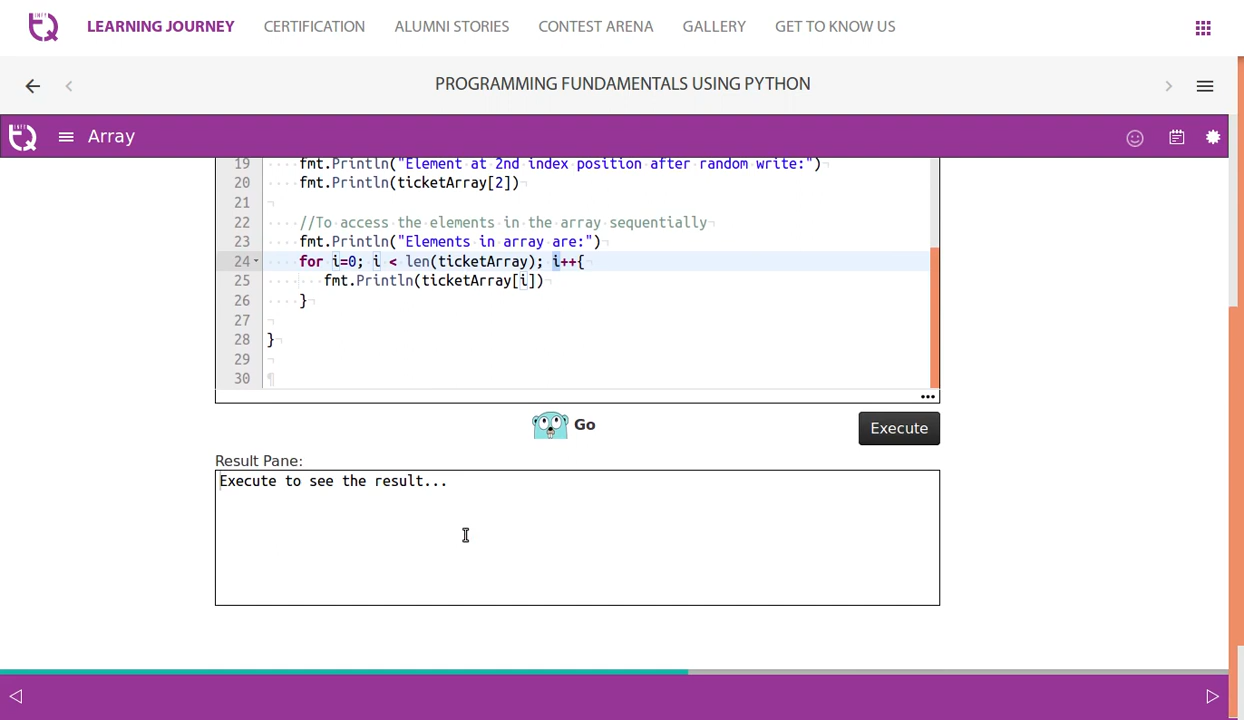 LEARNING JOURNEY CERTIFICATION ALUMNI STORIES CONTEST ARENA GALLERY GET TO KNOW US
PROGRAMMING FUNDAMENTALS USING PYTHON
Array
19 fmt.Println("Element at 2nd index position after random write:")
20 fmt.Println(ticketArray[2])
21
22 //To access the elements in the array sequentially
23 fmt.Println("Elements in array are:")
24 for i=0; i < len(ticketArray); i++{
25 fmt.Println(ticketArray[i])
26 }
27
28 }
29
30
Go
Execute
Result Pane:
Execute to see the result...